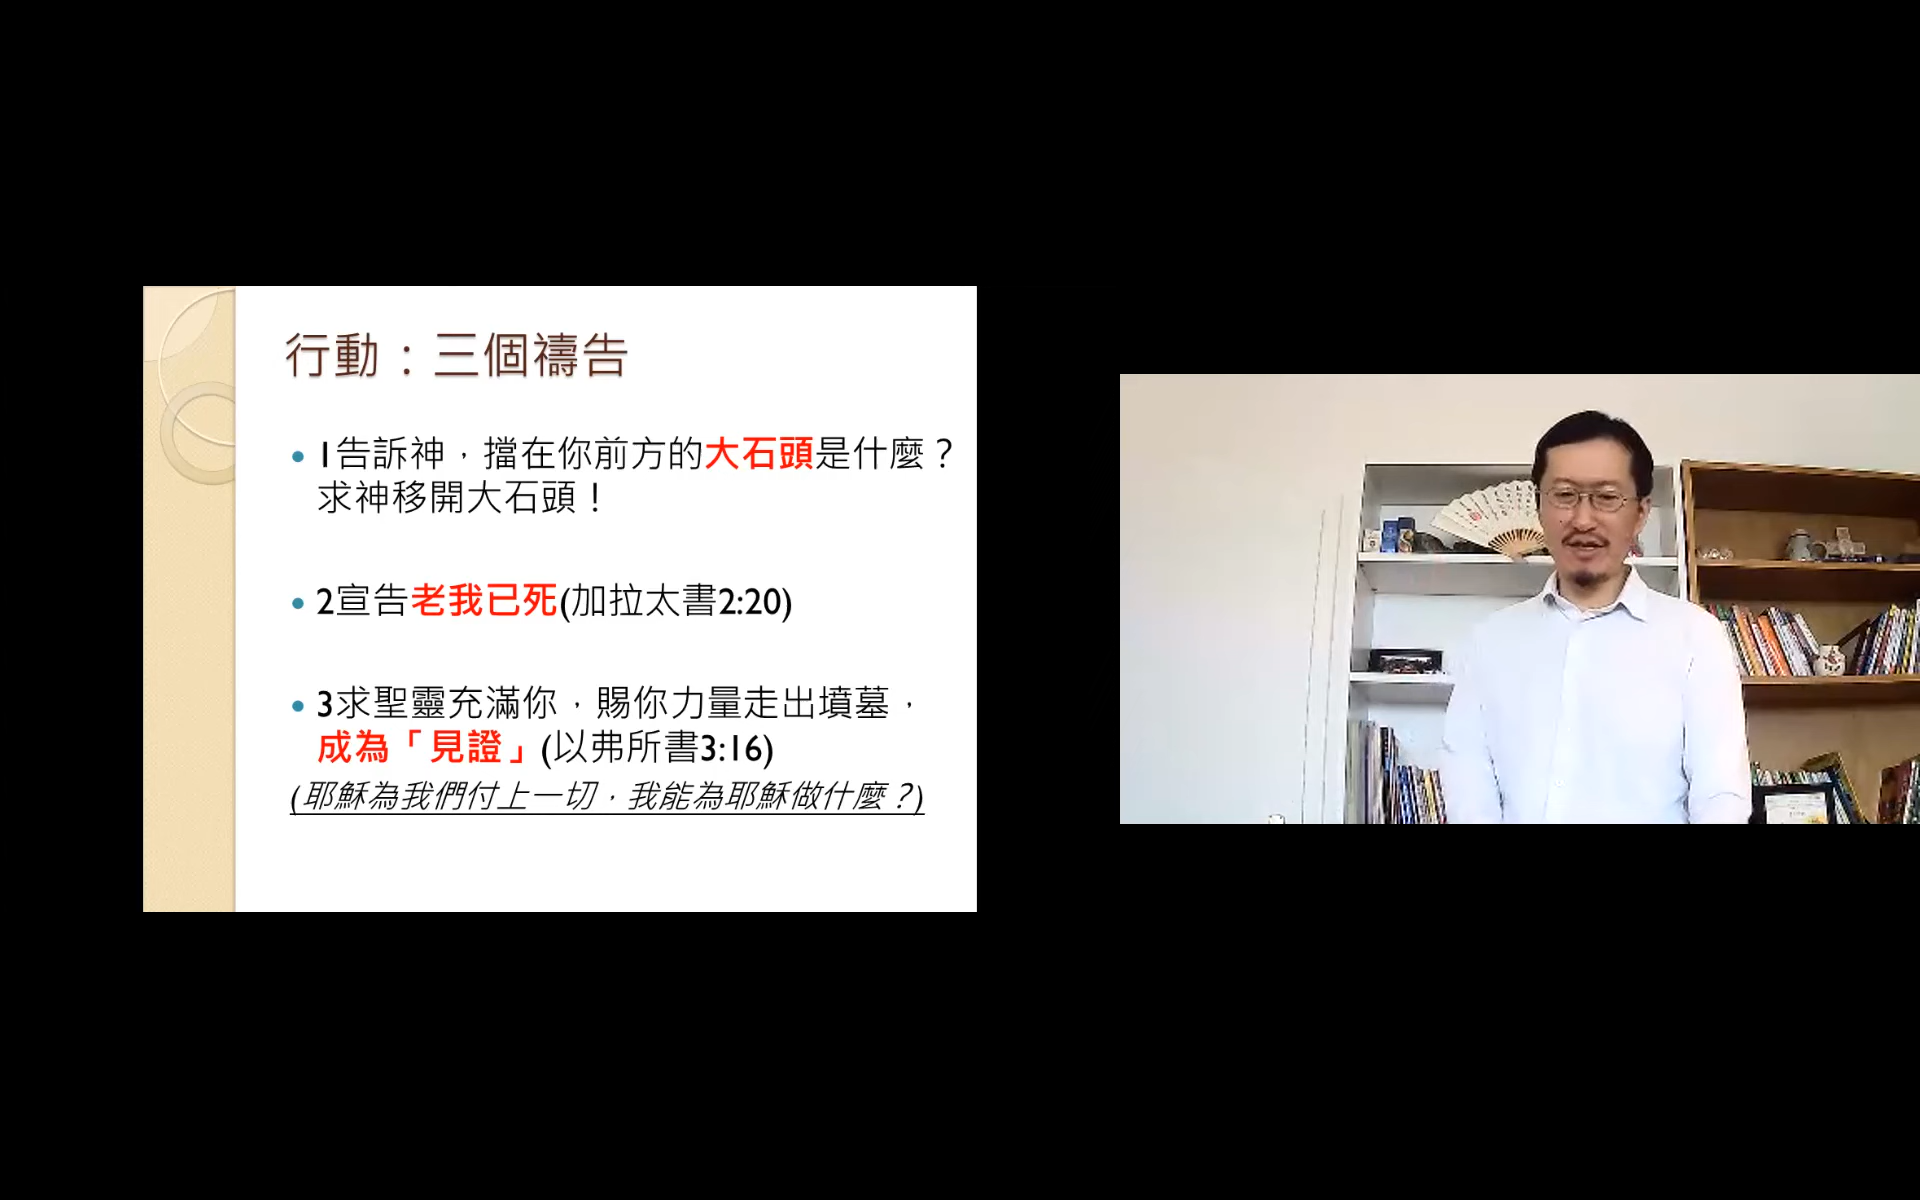 行動：三個禱告
• 1告訴神，擋在你前方的大石頭是什麼？
求神移開大石頭！
• 2宣告老我已死(加拉太書2:20)
• 3求聖靈充滿你，賜你力量走出墳墓，
成為「見證」(以弗所書3:16)
(耶穌為我們付上一切，我能為耶穌做什麼？)